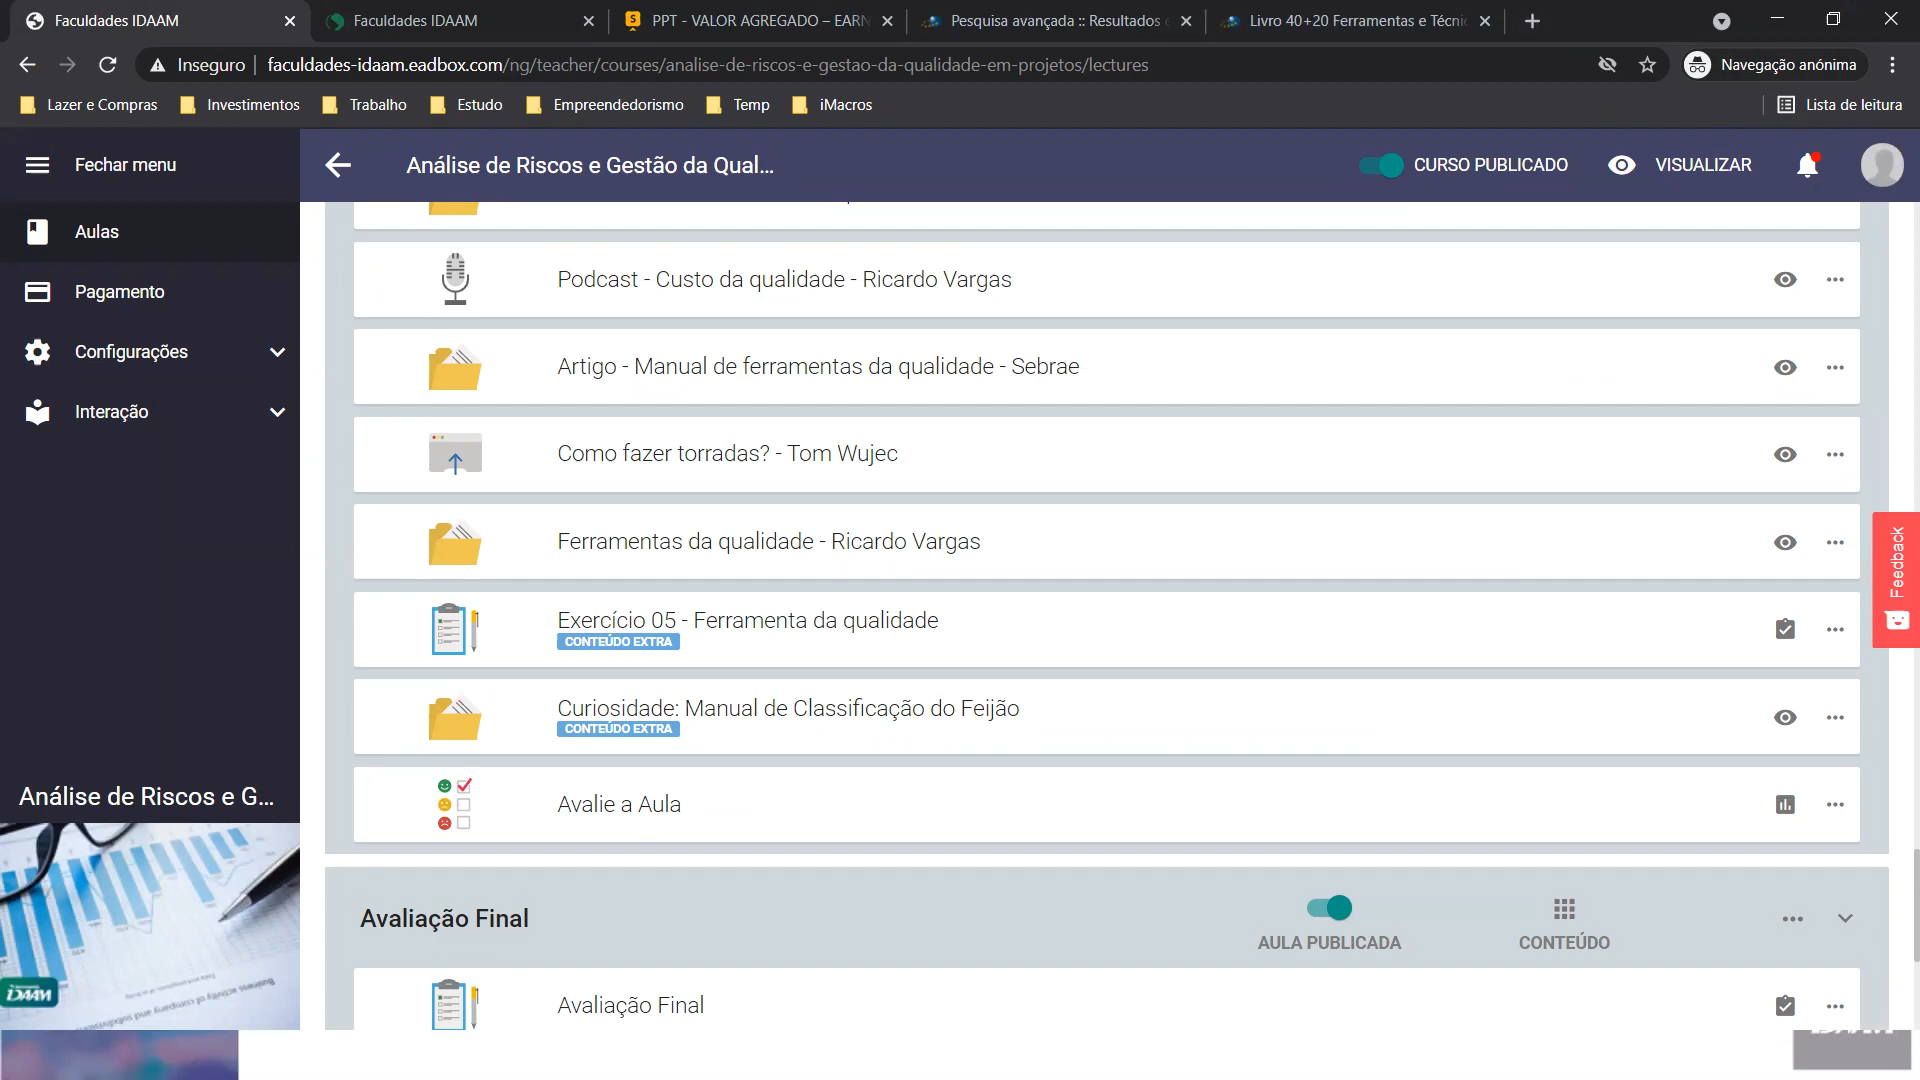 Faculdades IDAAM
Faculdades IDAAM
PPT - VALOR AGREGADO – EARN
Pesquisa avançada :: Resultados
Livro 40+20 Ferramentas e Técni
Inseguro
faculdades-idaam.eadbox.com/ng/teacher/courses/analise-de-riscos-e-gestao-da-qualidade-em-projetos/lectures
Navegação anónima
Lazer e Compras
Investimentos
Trabalho
Estudo
Empreendedorismo
Temp
iMacros
Lista de leitura
Fechar menu
Análise de Riscos e Gestão da Qual...
CURSO PUBLICADO
VISUALIZAR
Aulas
Pagamento
Configurações
Interação
Podcast - Custo da qualidade - Ricardo Vargas
Artigo - Manual de ferramentas da qualidade - Sebrae
Como fazer torradas? - Tom Wujec
Ferramentas da qualidade - Ricardo Vargas
Exercício 05 - Ferramenta da qualidade
CONTEÚDO EXTRA
Curiosidade: Manual de Classificação do Feijão
CONTEÚDO EXTRA
Avalie a Aula
Feedback
Análise de Riscos e G...
IDAAM
Avaliação Final
AULA PUBLICADA
CONTEÚDO
Avaliação Final